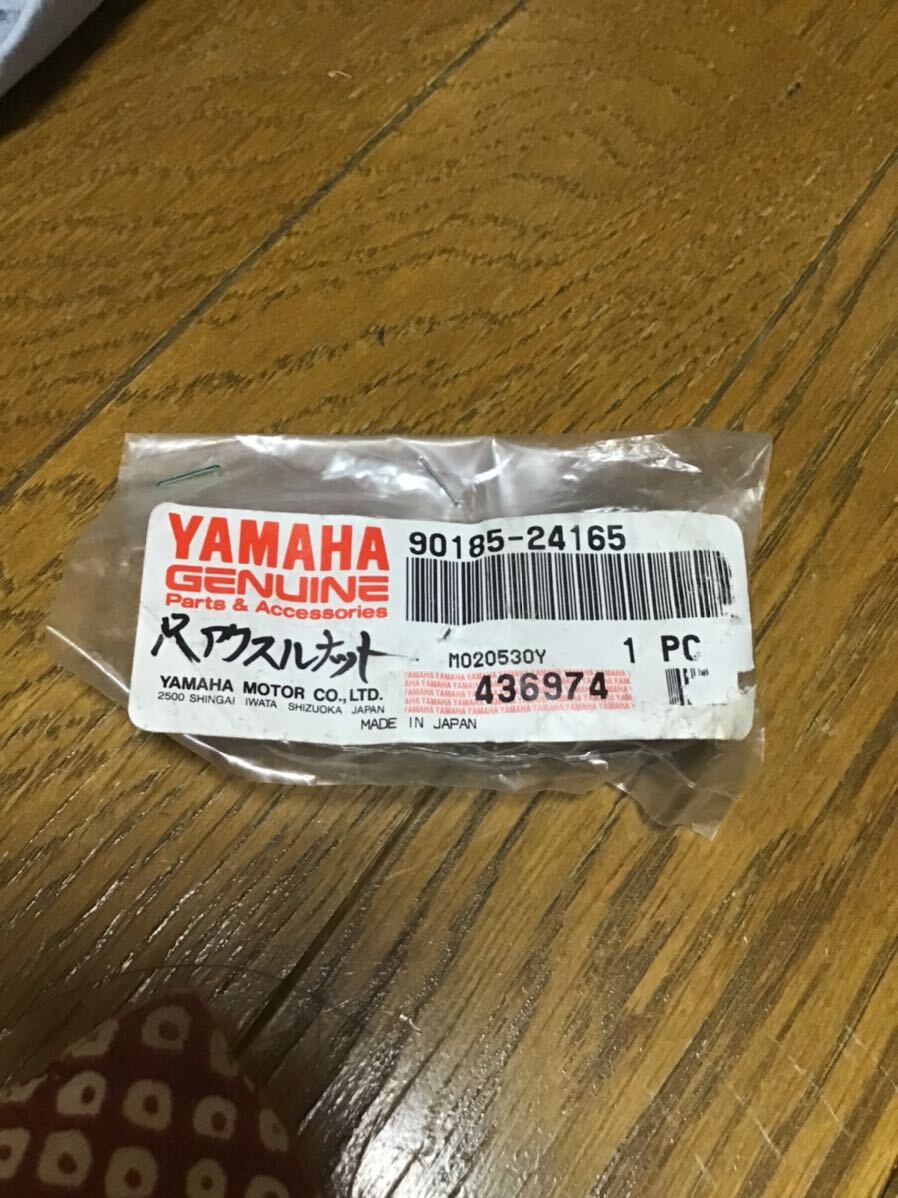 YAMAHA
GENUINE
Parts & Accessories
Rアクスルナット
YAMAHA MOTOR CO., LTD.
2500 SHINGAI IWATA SHIZUOKA JAPAN
MADE IN JAPAN
90185-24165
M020530Y 1 PC
436974